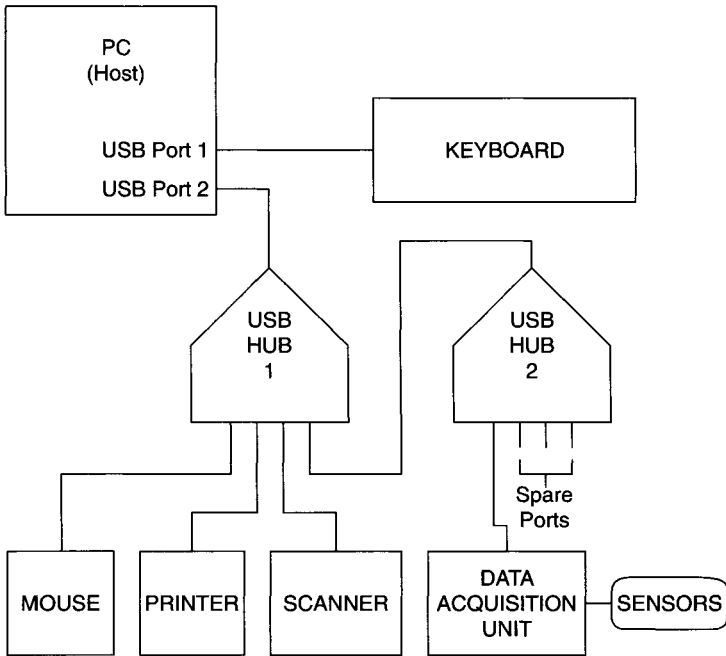 PC
(Host)
USB Port 1
USB Port 2
KEYBOARD
USB
HUB
1
USB
HUB
2
Spare
Ports
MOUSE
PRINTER
SCANNER
DATA
ACQUISITION
UNIT
SENSORS